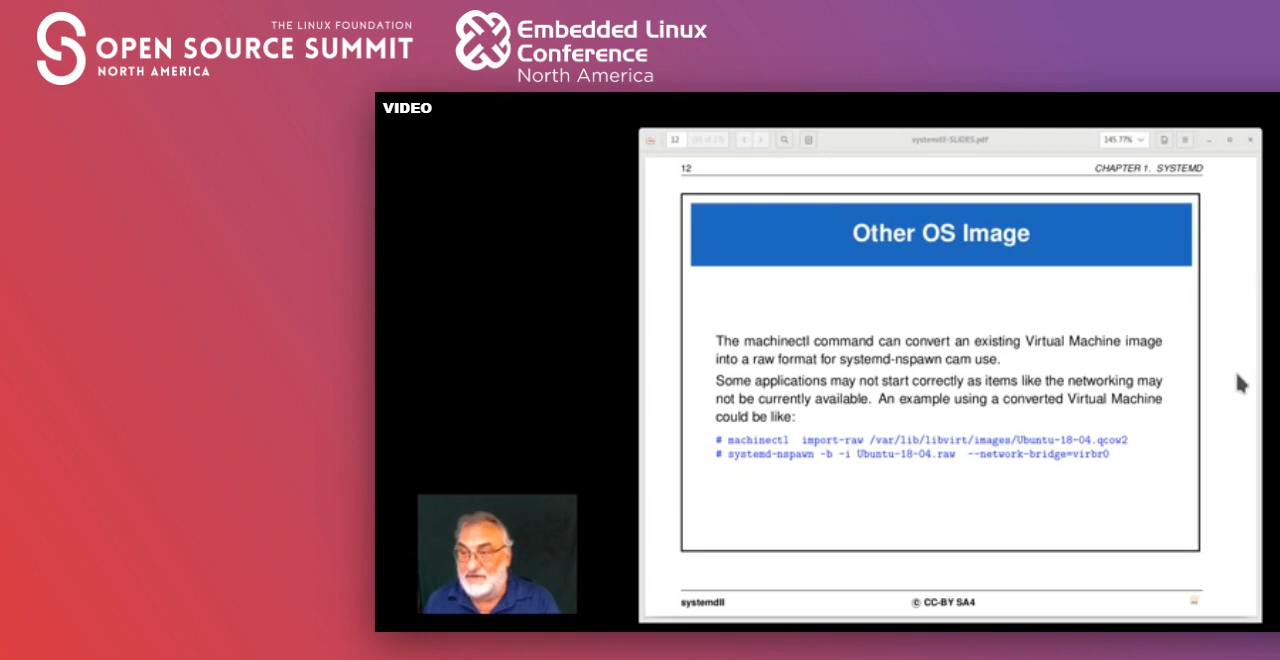 THE LINUX FOUNDATION
OPEN SOURCE SUMMIT
NORTH AMERICA
Embedded Linux
Conference
North America
VIDEO
12 (16 of 27) systemdII-SLIDES.pdf 145.77%
12 CHAPTER 1. SYSTEMD
Other OS Image
The machinectl command can convert an existing Virtual Machine image
into a raw format for systemd-nspawn cam use.
Some applications may not start correctly as items like the networking may
not be currently available. An example using a converted Virtual Machine
could be like:
# machinectl import-raw /var/lib/libvirt/images/Ubuntu-18-04.qcow2
# systemd-nspawn -b -i Ubuntu-18-04.raw --network-bridge=virbr0
systemdII © CC-BY SA4